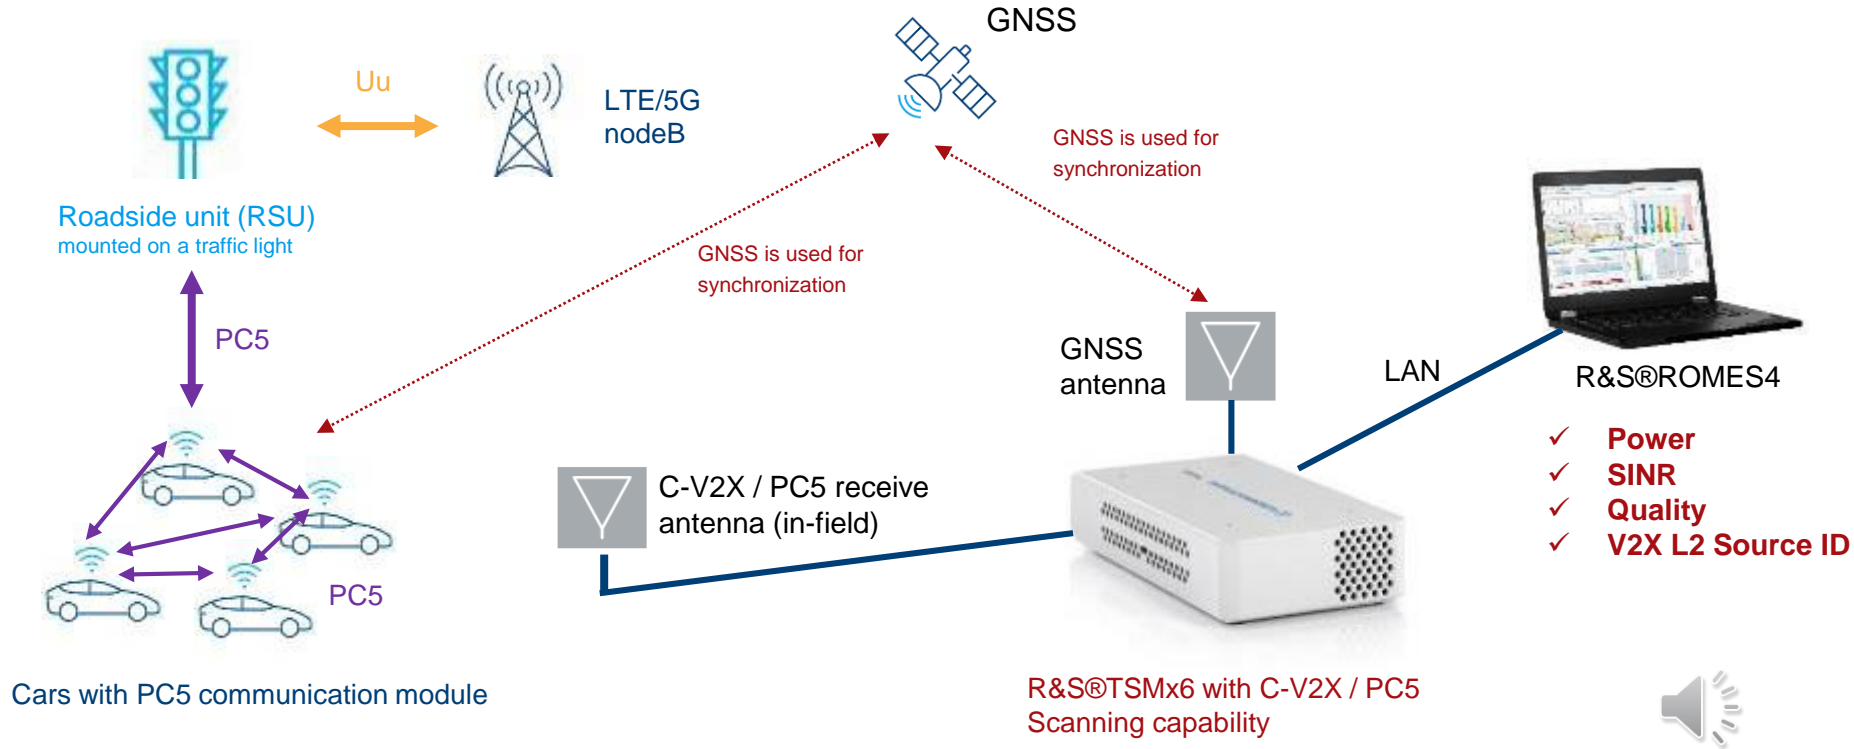 GNSS
Uu
LTE/5G
nodeB
GNSS is used for
synchronization
Roadside unit (RSU)
mounted on a traffic light
GNSS is used for
synchronization
PC5
GNSS
antenna
LAN
R&S®ROMES4
✓ Power
✓ SINR
✓ Quality
✓ V2X L2 Source ID
C-V2X / PC5 receive
antenna (in-field)
PC5
Cars with PC5 communication module
R&S®TSMx6 with C-V2X / PC5
Scanning capability